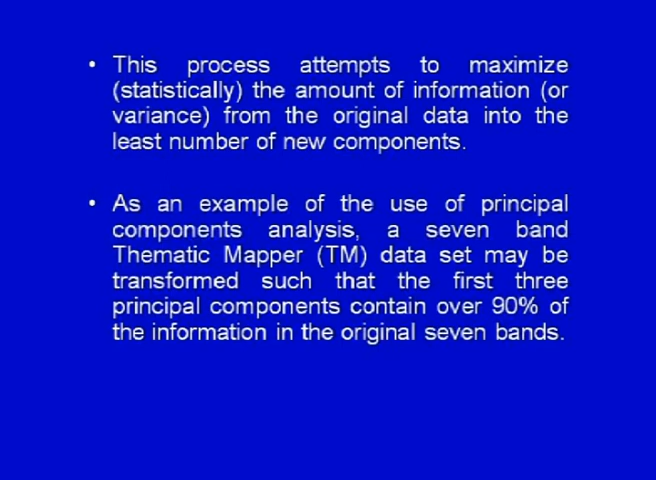 • This process attempts to maximize
(statistically) the amount of information (or
variance) from the original data into the
least number of new components.
• As an example of the use of principal
components analysis, a seven band
Thematic Mapper (TM) data set may be
transformed such that the first three
principal components contain over 90% of
the information in the original seven bands.